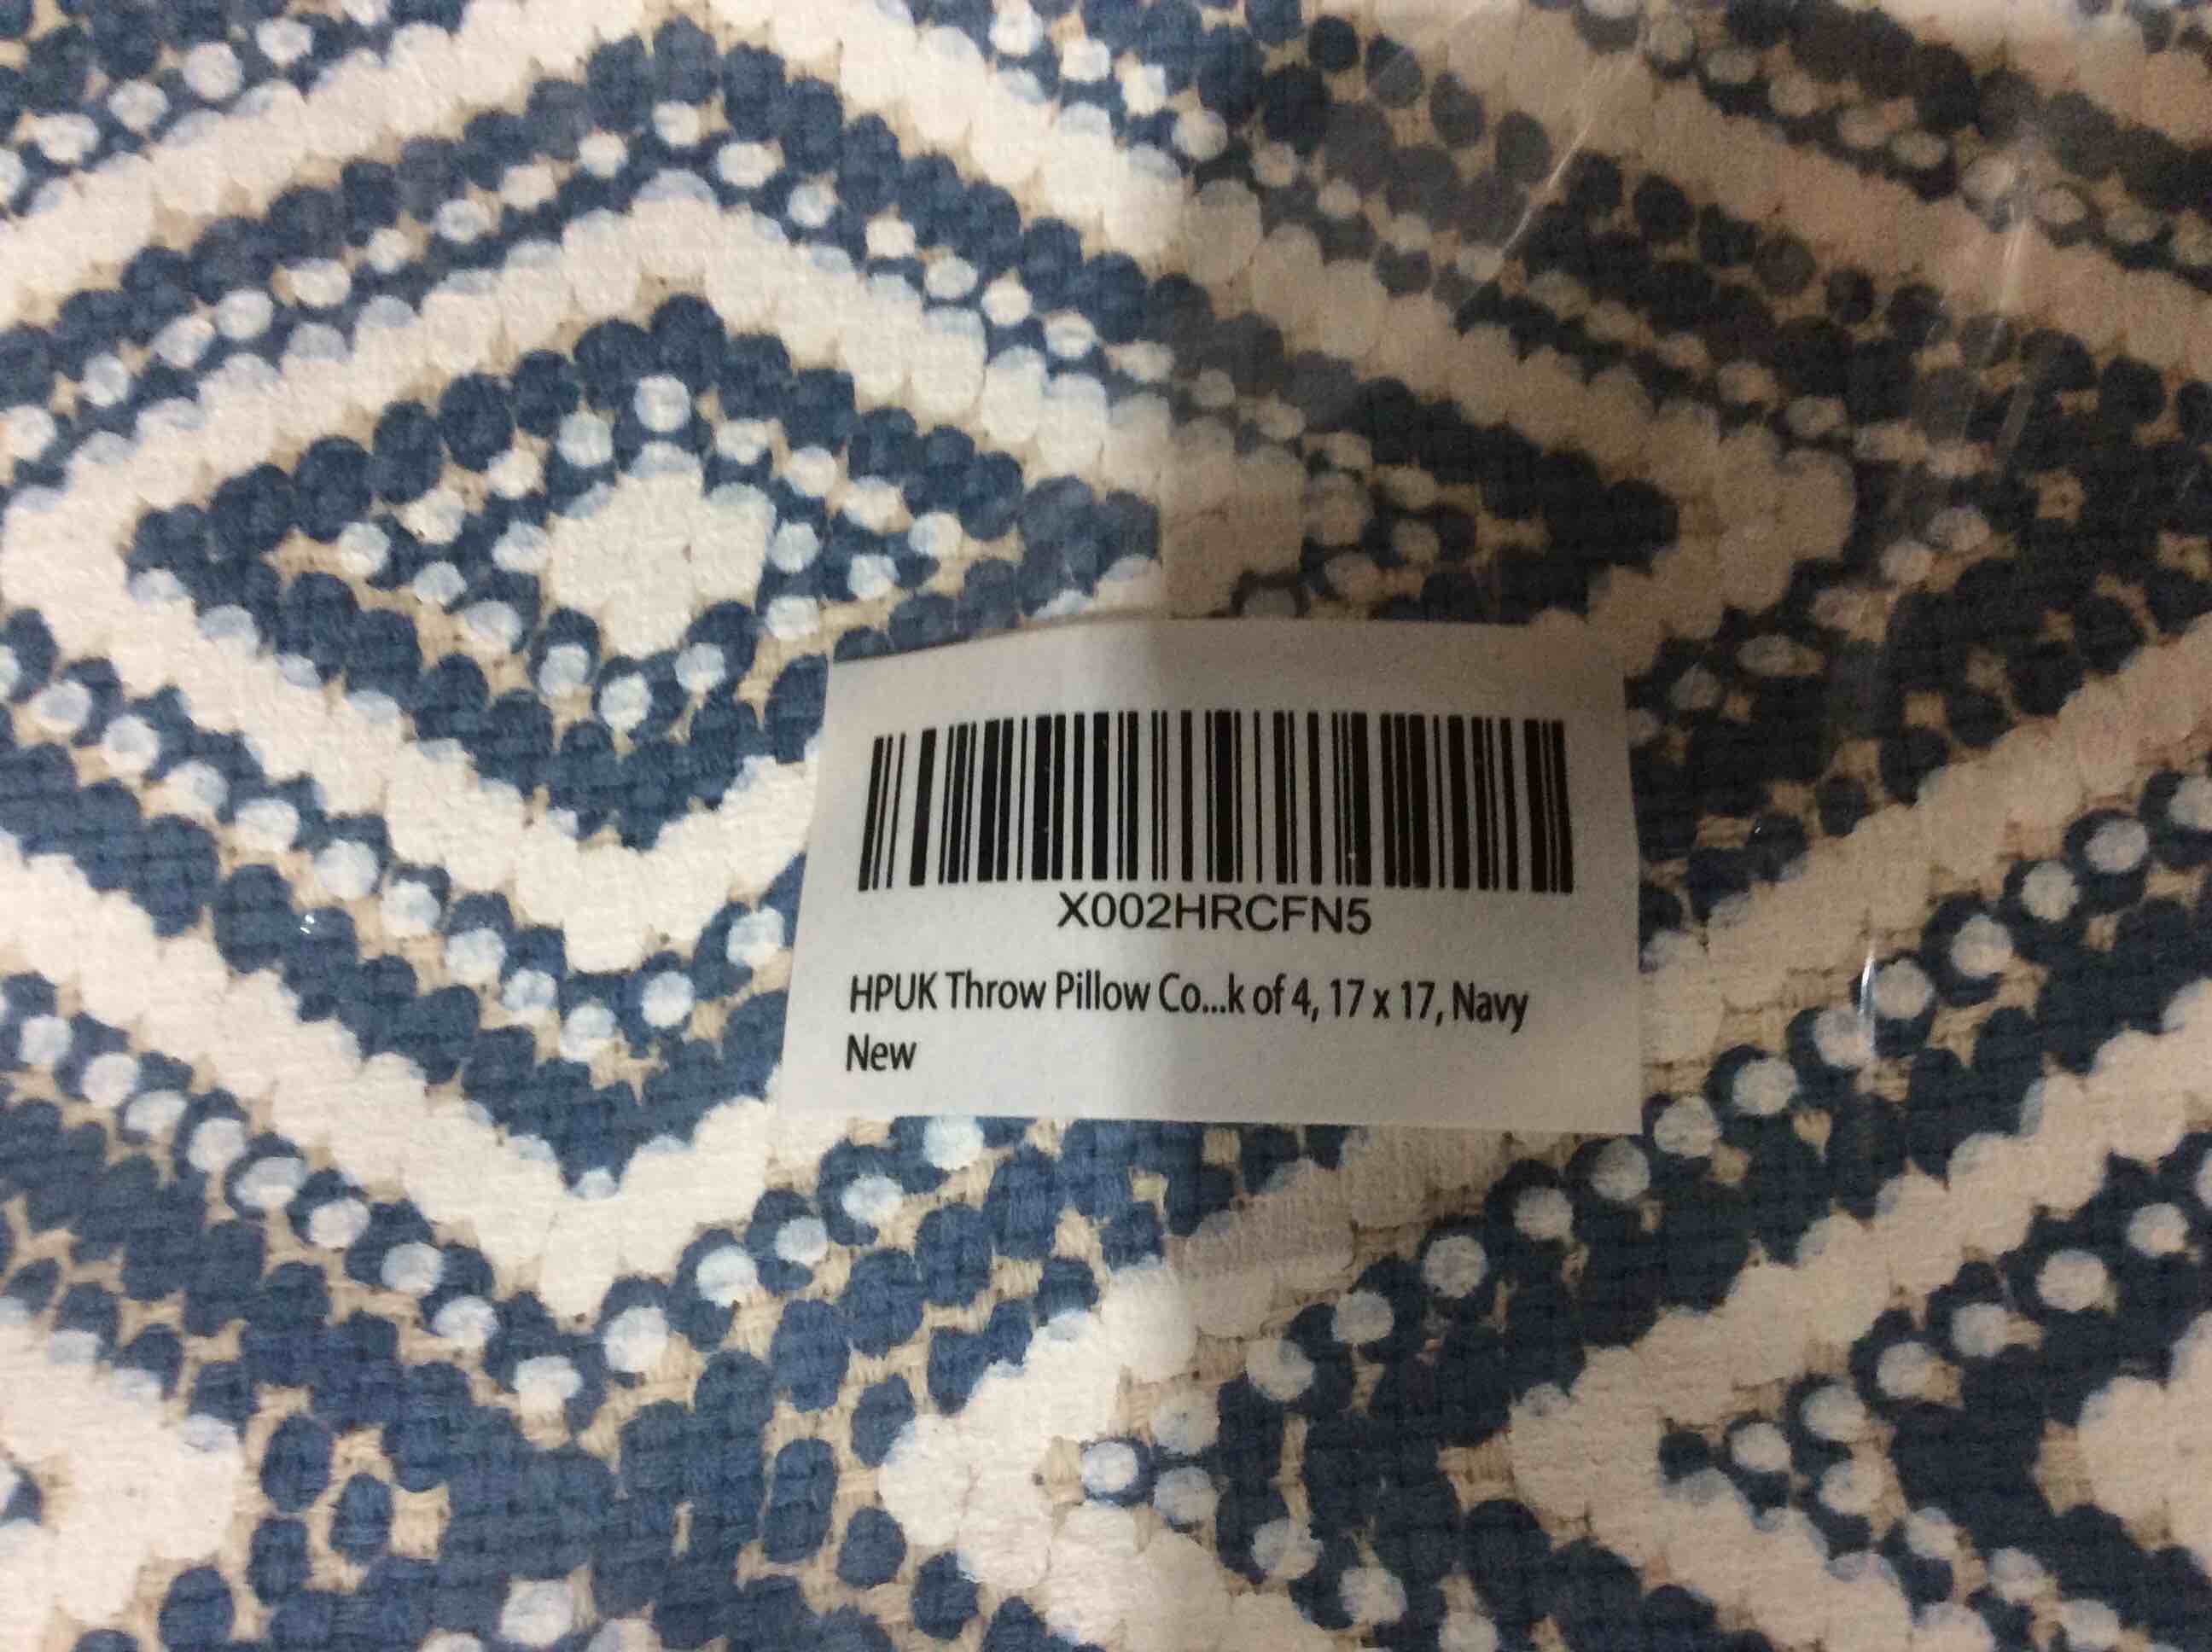 X002HRCFN5
HPUK Throw Pillow Co...k of 4, 17 x 17, Navy
New